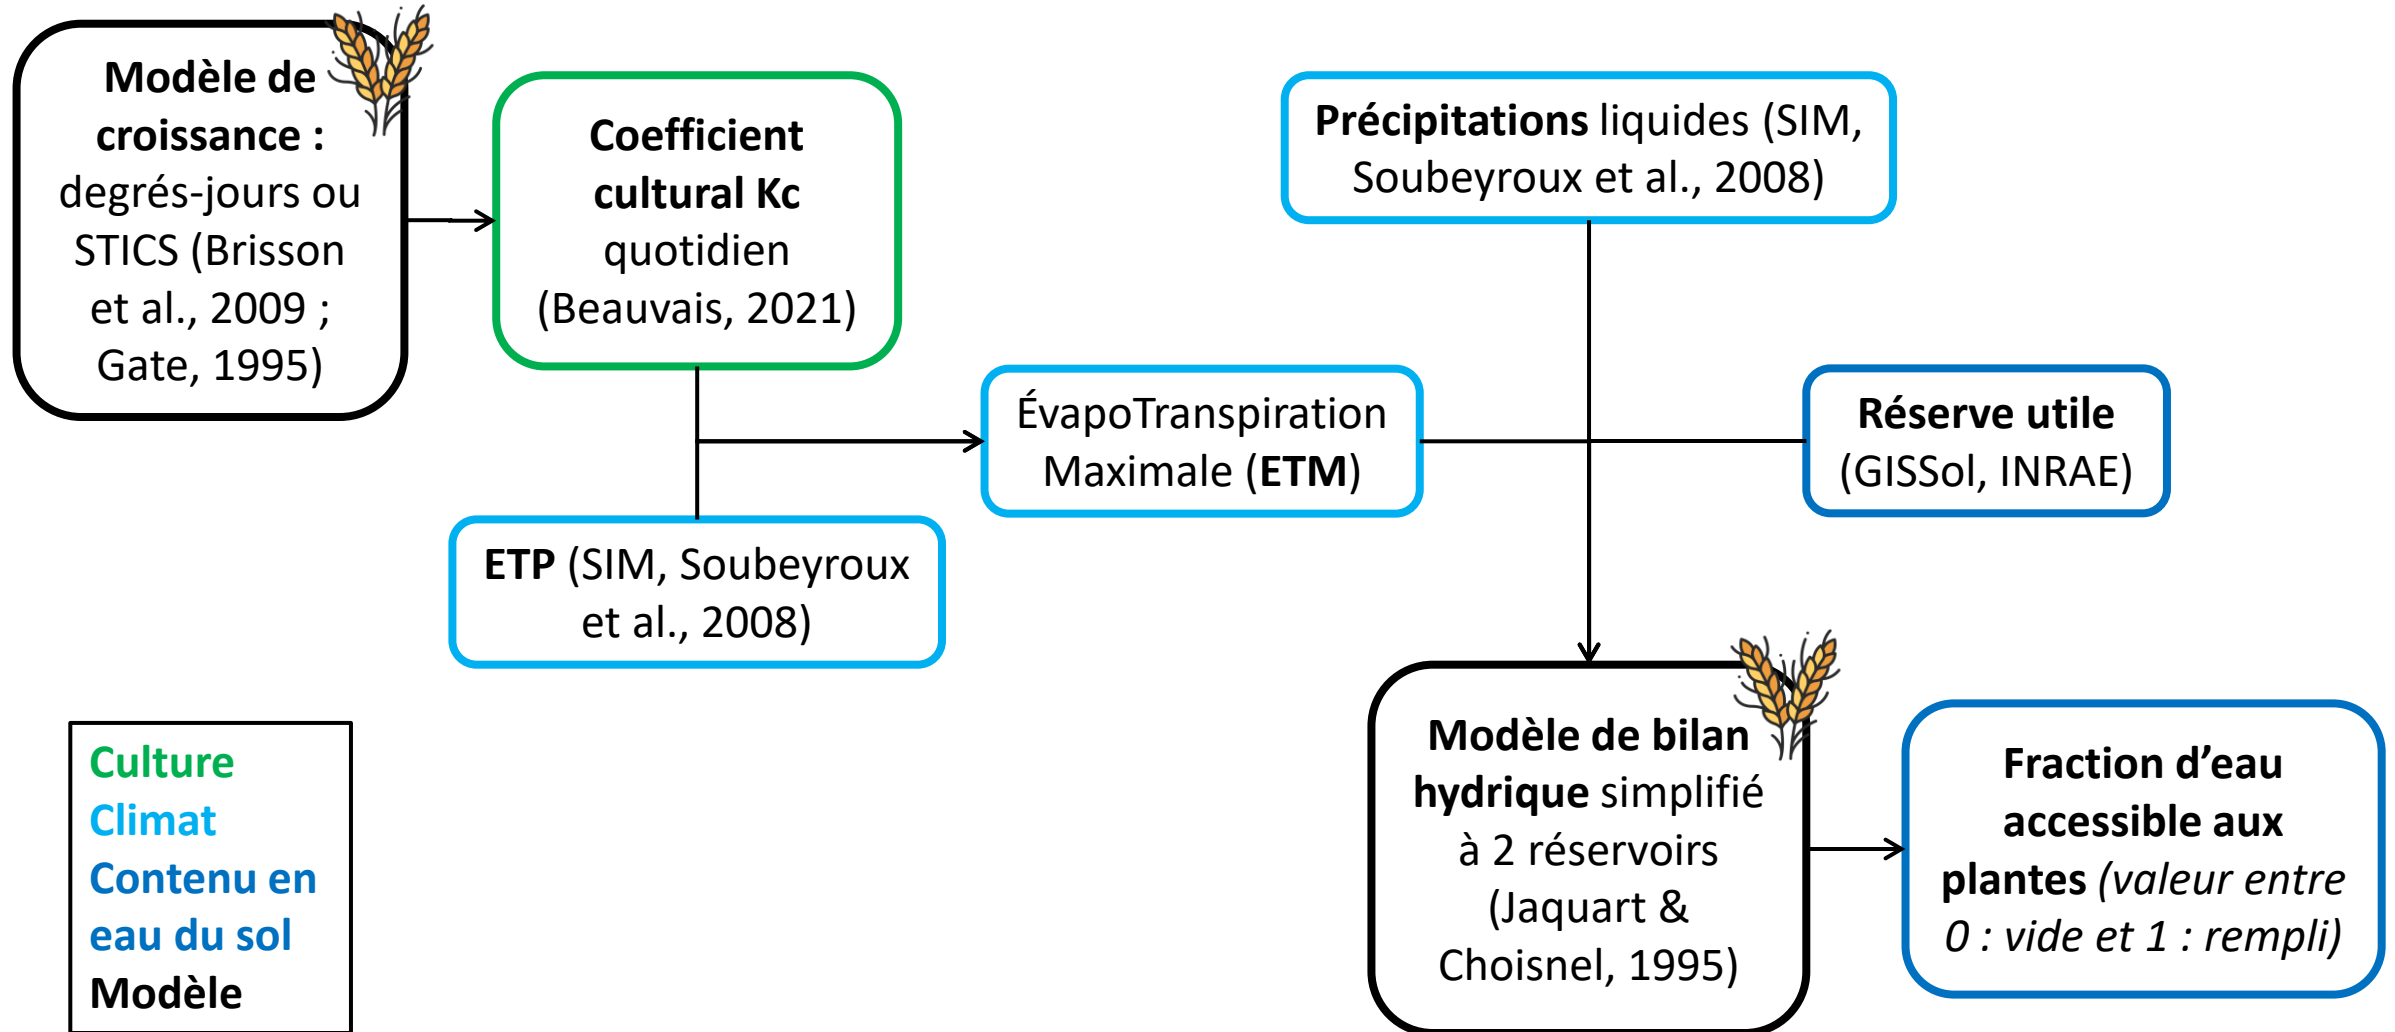 Modèle de
croissance :
degrés-jours ou
STICS (Brisson
et al., 2009 ;
Gate, 1995)
Coefficient
cultural Kc
quotidien
(Beauvais, 2021)
Précipitations liquides (SIM,
Soubeyroux et al., 2008)
ÉvapoTranspiration
Maximale (ETM)
Réserve utile
(GISSol, INRAE)
ETP (SIM, Soubeyroux
et al., 2008)
Modèle de bilan
hydrique simplifié
à 2 réservoirs
(Jaquart &
Choisnel, 1995)
Fraction d’eau
accessible aux
plantes (valeur entre
0 : vide et 1 : rempli)
Culture
Climat
Contenu en
eau du sol
Modèle